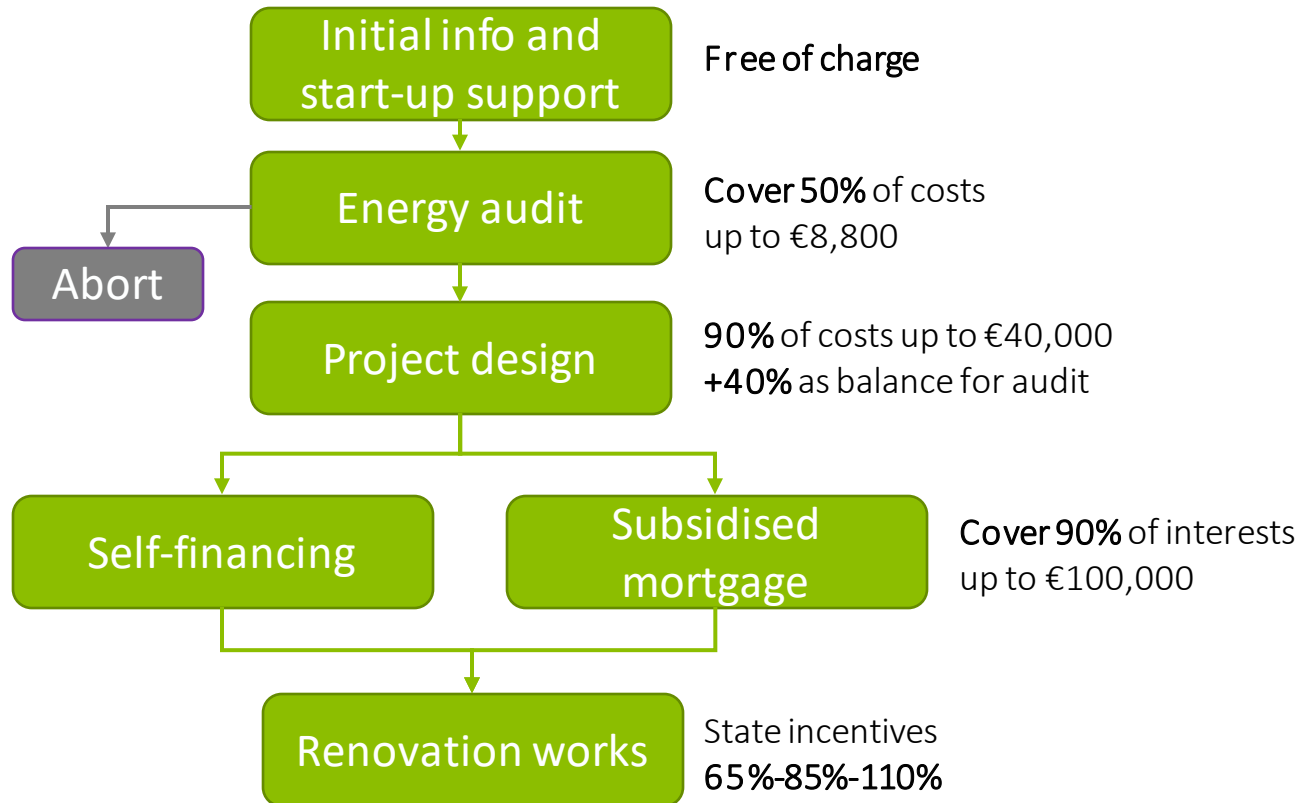 Initial info and
start-up support
Free of charge
Energy audit
Cover 50% of costs
up to €8,800
Abort
Project design
90% of costs up to €40,000
+40% as balance for audit
Self-financing
Subsidised
mortgage
Cover 90% of interests
up to €100,000
Renovation works
State incentives
65%-85%-110%